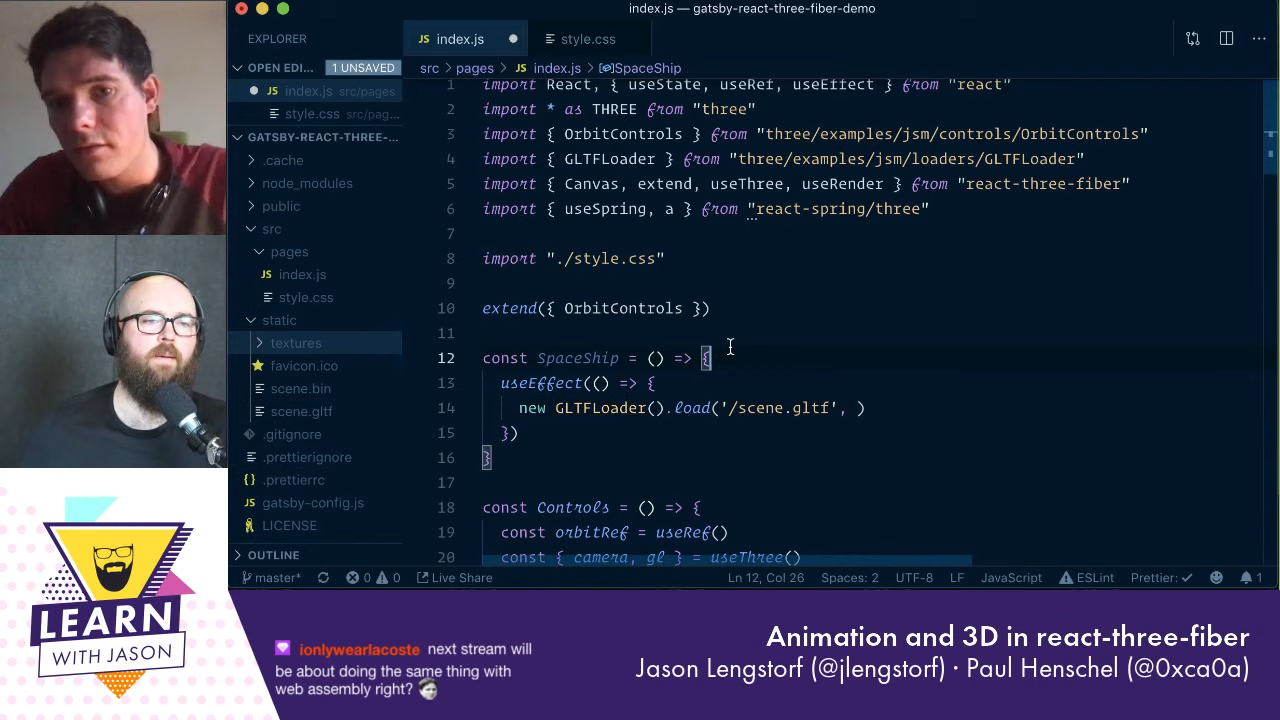 index.js — gatsby-react-three-fiber-demo
EXPLORER
OPEN EDI... 1 UNSAVED
JS index.js src/pages
style.css src/pag...
GATSBY-REACT-THREE-...
.cache
node_modules
public
src
pages
JS index.js
style.css
static
textures
favicon.ico
scene.bin
scene.gltf
.gitignore
.prettierignore
{} .prettierrc
JS gatsby-config.js
LICENSE
OUTLINE
JS index.js
style.css
src > pages > JS index.js > SpaceShip
1 import React, { useState, useRef, useEffect } from "react"
2 import * as THREE from "three"
3 import { OrbitControls } from "three/examples/jsm/controls/OrbitControls"
4 import { GLTFLoader } from "three/examples/jsm/loaders/GLTFLoader"
5 import { Canvas, extend, useThree, useRender } from "react-three-fiber"
6 import { useSpring, a } from "react-spring/three"
7
8 import "./style.css"
9
10 extend({ OrbitControls })
11
12 const SpaceShip = () => {
13 useEffect(() => {
14 new GLTFLoader().load('/scene.gltf', )
15 })
16 }
17
18 const Controls = () => {
19 const orbitRef = useRef()
20 const { camera, gl } = useThree()
master* 0 0 Live Share Ln 12, Col 26 Spaces: 2 UTF-8 LF JavaScript ESLint Prettier: ✓ 1
LEARN
WITH JASON
ionlywearlacoste next stream will
be about doing the same thing with
web assembly right?
Animation and 3D in react-three-fiber
Jason Lengstorf (@jlengstorf) · Paul Henschel (@0xca0a)